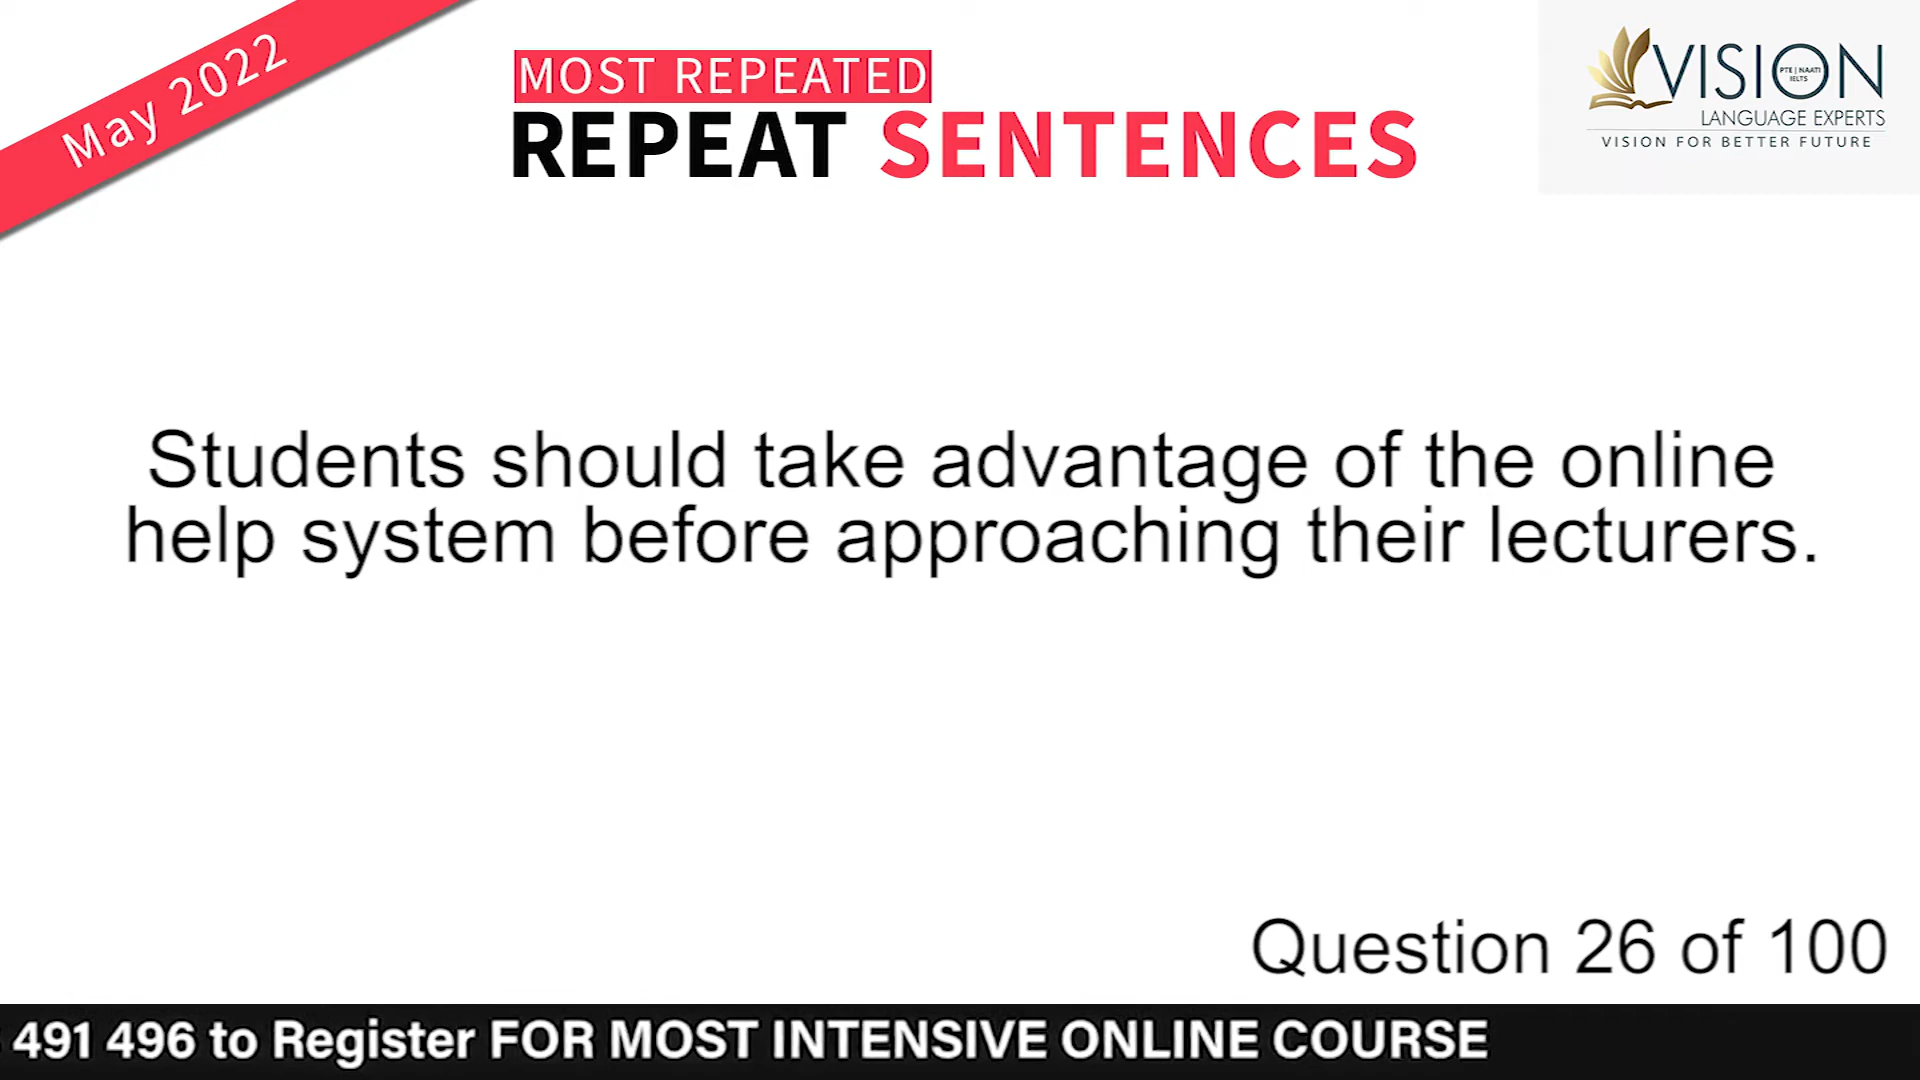 May 2022
MOST REPEATED
REPEAT SENTENCES
VISION
PTE | NAATI
IELTS
LANGUAGE EXPERTS
VISION FOR BETTER FUTURE
Students should take advantage of the online
help system before approaching their lecturers.
Question 26 of 100
491 496 to Register FOR MOST INTENSIVE ONLINE COURSE